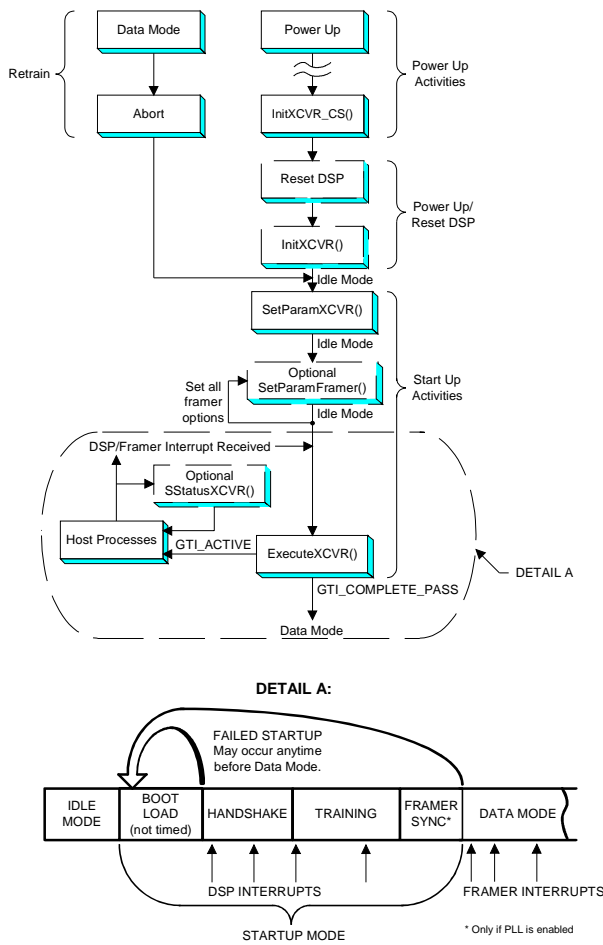 Data Mode
Power Up
Retrain
Power Up
Activities
Abort
InitXCVR_CS()
Reset DSP
Power Up/
Reset DSP
InitXCVR()
Idle Mode
SetParamXCVR()
Idle Mode
Optional
SetParamFramer()
Set all
framer
options
Start Up
Activities
Idle Mode
DSP/Framer Interrupt Received
Optional
SStatusXCVR()
Host Processes
GTI_ACTIVE
ExecuteXCVR()
GTI_COMPLETE_PASS
DETAIL A
Data Mode
DETAIL A:
FAILED STARTUP
May occur anytime
before Data Mode.
IDLE
MODE
BOOT
LOAD
(not timed)
HANDSHAKE
TRAINING
FRAMER
SYNC*
DATA MODE
DSP INTERRUPTS
FRAMER INTERRUPTS
STARTUP MODE
* Only if PLL is enabled